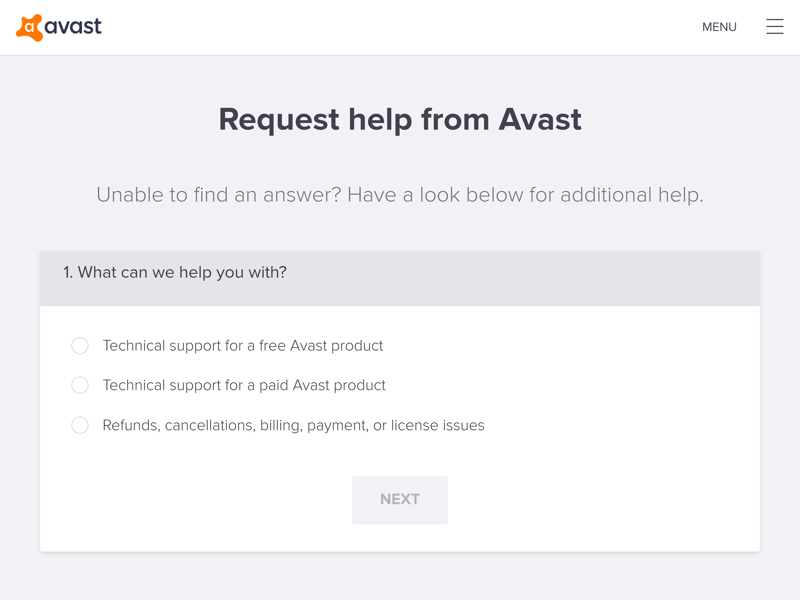 avast
MENU
Request help from Avast
Unable to find an answer? Have a look below for additional help.
1. What can we help you with?
Technical support for a free Avast product
Technical support for a paid Avast product
Refunds, cancellations, billing, payment, or license issues
NEXT